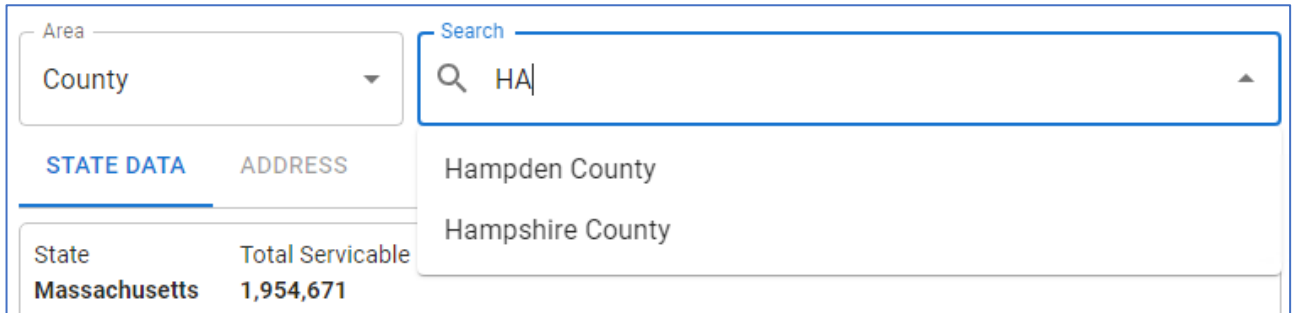 Area
County
Search
HA
STATE DATA
ADDRESS
Hampden County
Hampshire County
State
Total Servicable
Massachusetts
1,954,671